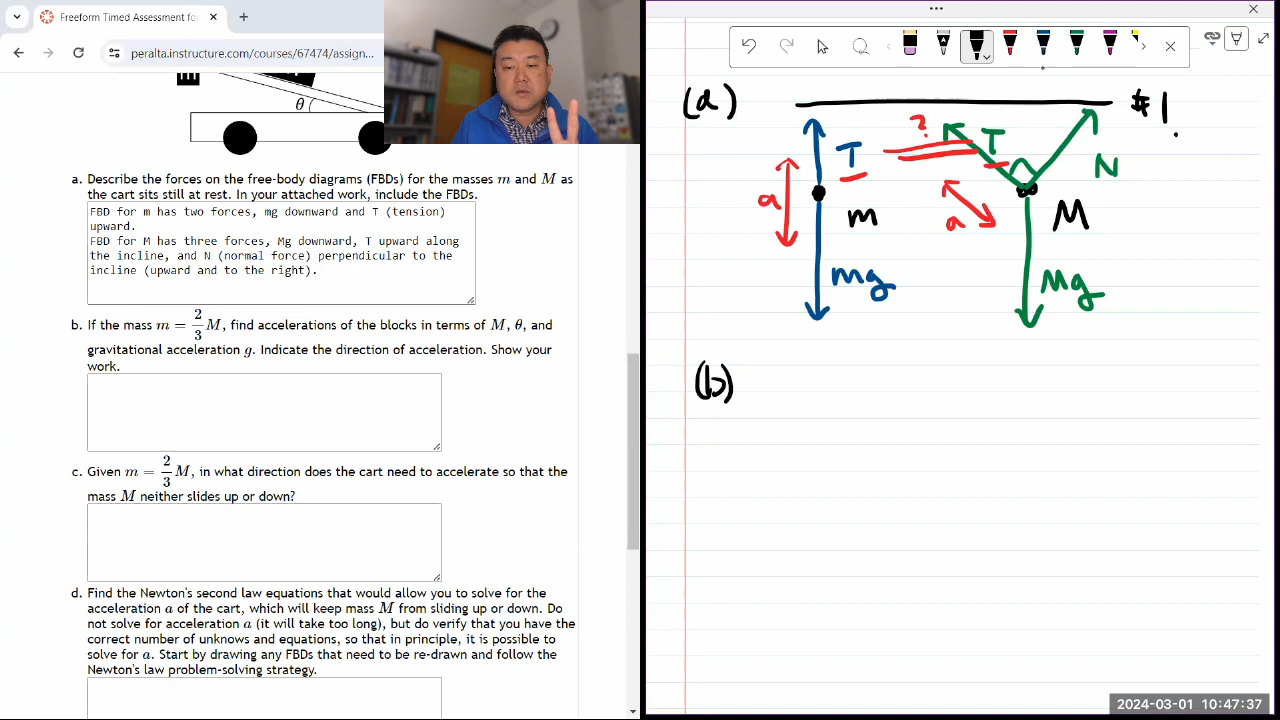 Freeform Timed Assessment for
peralta.instructure.com/courses
4/assign...
θ
a. Describe the forces on the free-body diagrams (FBDs) for the masses m and M as
the cart sits still at rest. In your attached work, include the FBDs.
FBD for m has two forces, mg downward and T (tension)
upward.
FBD for M has three forces, Mg downward, T upward along
the incline, and N (normal force) perpendicular to the
incline (upward and to the right).
b. If the mass m = 2/3 M, find accelerations of the blocks in terms of M, θ, and
gravitational acceleration g. Indicate the direction of acceleration. Show your
work.
c. Given m = 2/3 M, in what direction does the cart need to accelerate so that the
mass M neither slides up or down?
d. Find the Newton's second law equations that would allow you to solve for the
acceleration a of the cart, which will keep mass M from sliding up or down. Do
not solve for acceleration a (it will take too long), but do verify that you have the
correct number of unknows and equations, so that in principle, it is possible to
solve for a. Start by drawing any FBDs that need to be re-drawn and follow the
Newton's law problem-solving strategy.
(a)
#1.
T
?
T
N
a
m
a
M
mg
Mg
(b)
2024-03-01 10:47:37